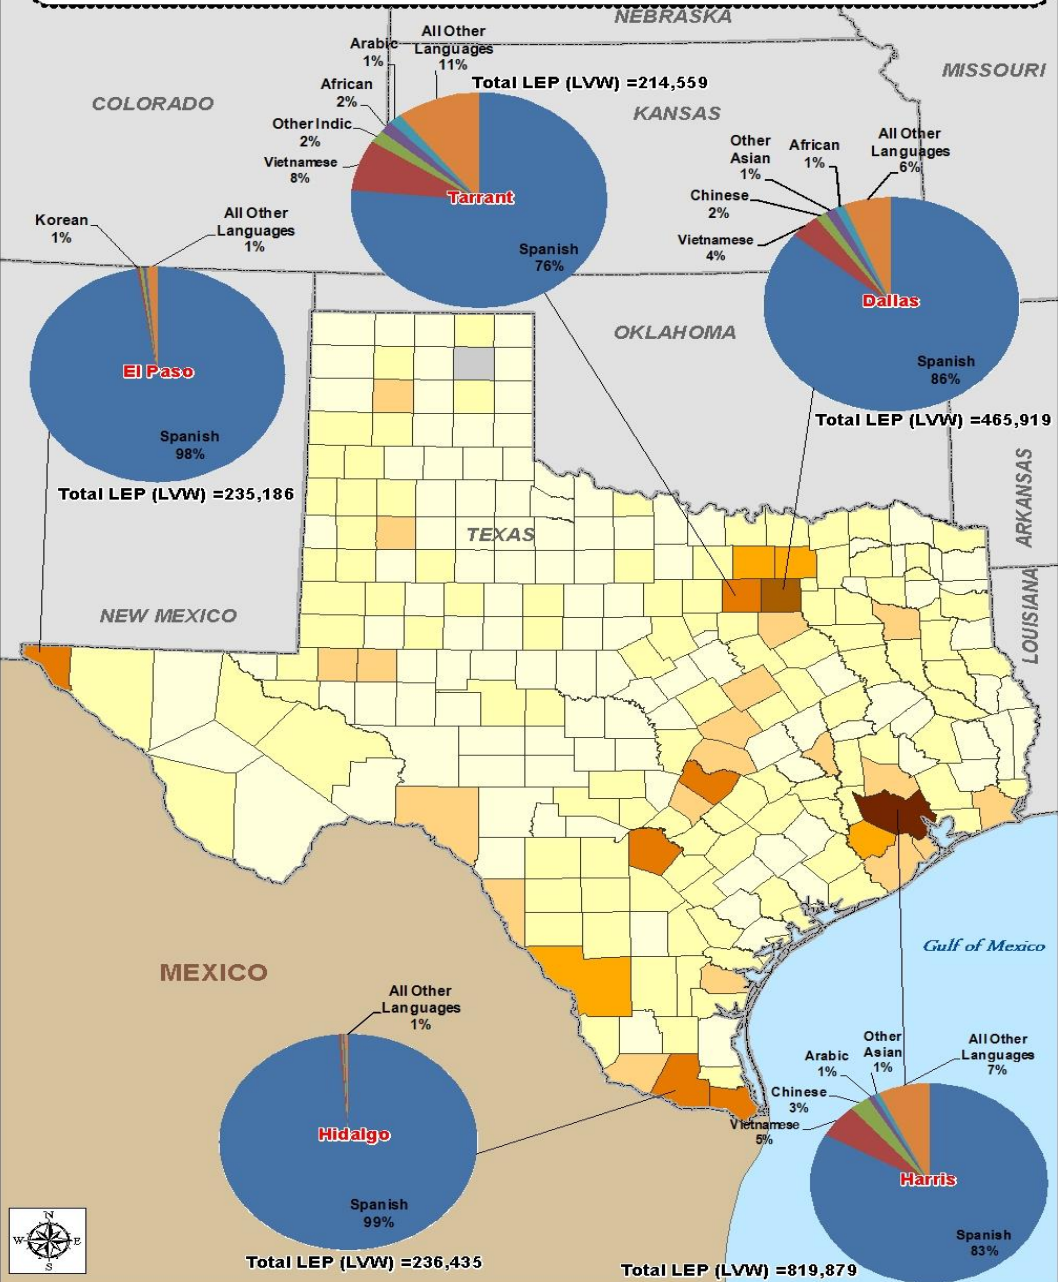 NEBRASKA
MISSOURI
COLORADO
KANSAS
Arabic
1%
All Other
Languages
11%
African
2%
Other Indic
2%
Vietnamese
8%
Total LEP (LVW) =214,559
Tarrant
Spanish
76%
Other
Asian
1%
African
1%
All Other
Languages
6%
Chinese
2%
Vietnamese
4%
Dallas
Spanish
86%
Total LEP (LVW) =465,919
Korean
1%
All Other
Languages
1%
El Paso
Spanish
98%
Total LEP (LVW) =235,186
OKLAHOMA
ARKANSAS
TEXAS
NEW MEXICO
LOUISIANA
Gulf of Mexico
MEXICO
All Other
Languages
1%
Hidalgo
Spanish
99%
Total LEP (LVW) =236,435
Arabic
1%
Other
Asian
1%
All Other
Languages
7%
Chinese
3%
Vietnamese
5%
Harris
Spanish
83%
Total LEP (LVW) =819,879
N
W
E
S